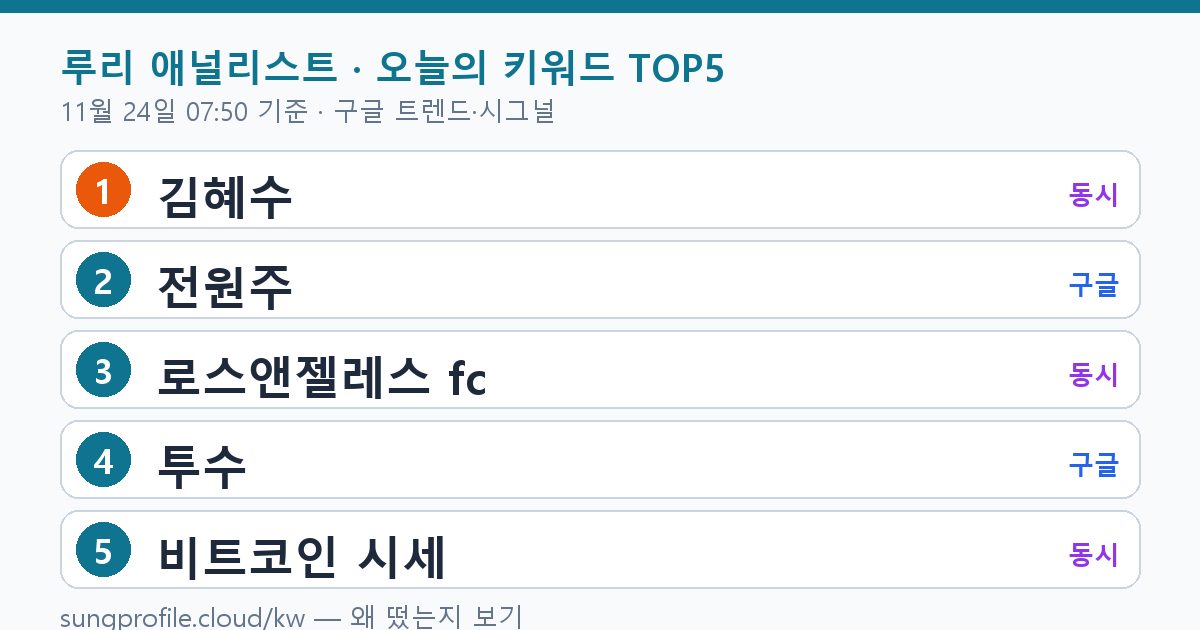 루리 애널리스트 · 오늘의 키워드 TOP5
11월 24일 07:50 기준 · 구글 트렌드·시그널
1 김혜수 동시
2 전원주 구글
3 로스앤젤레스 fc 동시
4 투수 구글
5 비트코인 시세 동시
sungprofile.cloud/kw — 왜 떴는지 보기